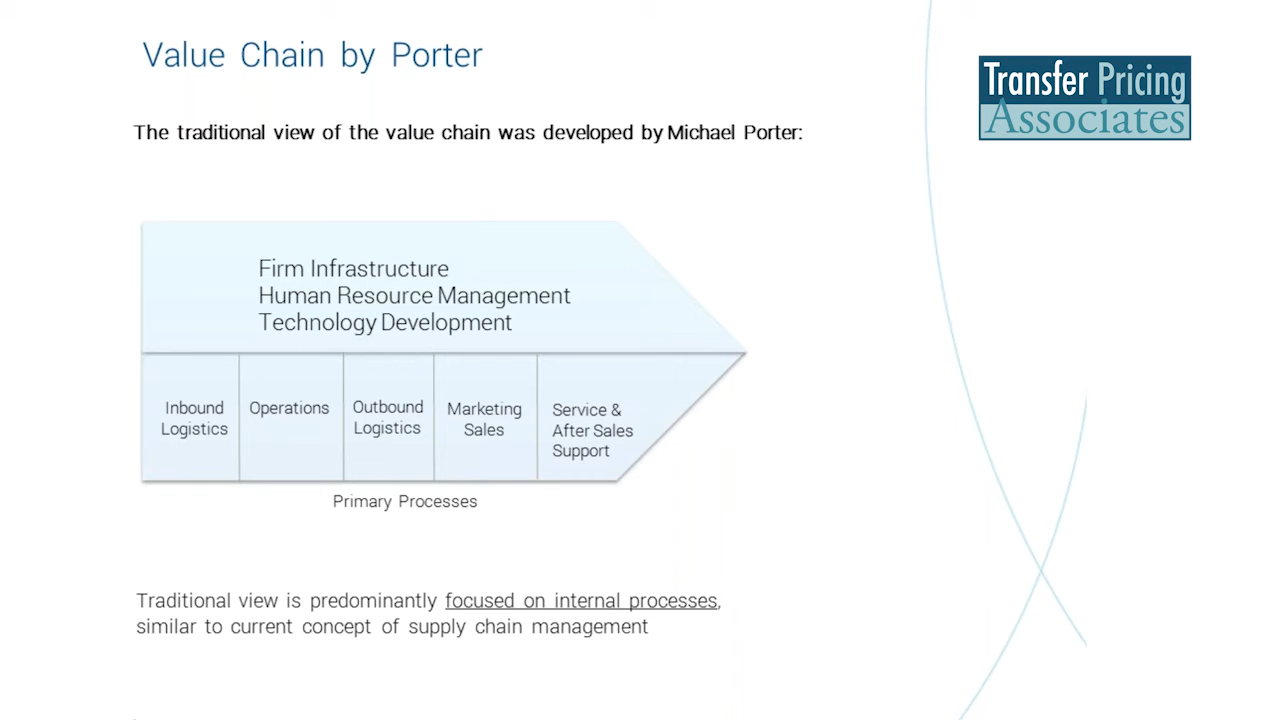 Value Chain by Porter
Transfer Pricing
Associates
The traditional view of the value chain was developed by Michael Porter:
Firm Infrastructure
Human Resource Management
Technology Development
Inbound
Logistics
Operations
Outbound
Logistics
Marketing
Sales
Service &
After Sales
Support
Primary Processes
Traditional view is predominantly focused on internal processes,
similar to current concept of supply chain management